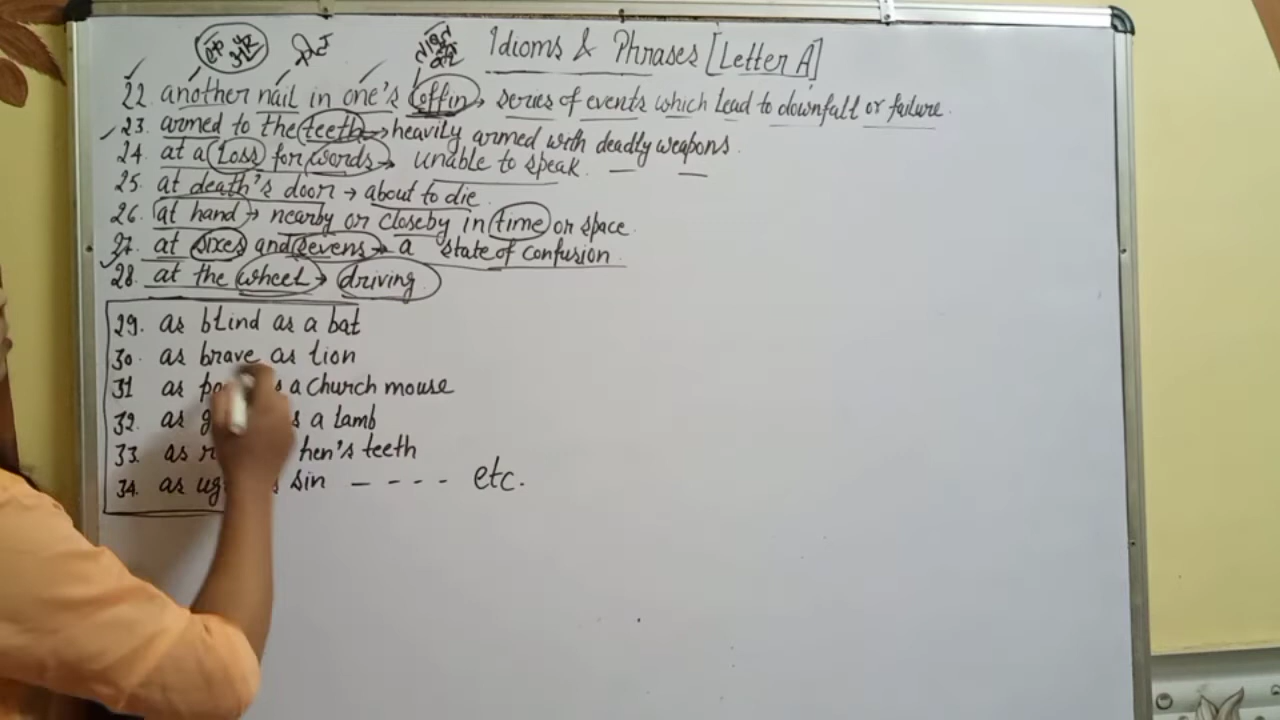 Idioms & Phrases [Letter A]
22. another nail in one's coffin → series of events which lead to downfall or failure.
23. armed to the teeth → heavily armed with deadly weapons.
24. at a loss for words → unable to speak.
25. at death's door → about to die
26. at hand → nearby or closeby in time or space
27. at sixes and sevens → a state of confusion
28. at the wheel → driving
29. as blind as a bat
30. as brave as lion
31 as a church mouse
32. as a lamb
33. as hen's teeth
34. as sin - - - - etc.